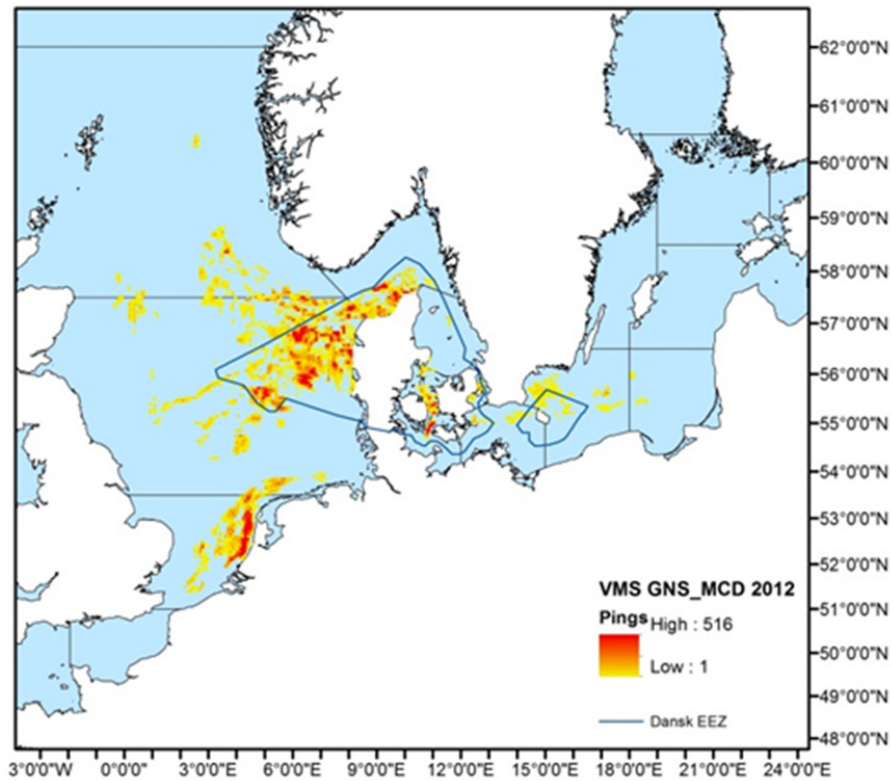 62°0'0"N
61°0'0"N
60°0'0"N
59°0'0"N
58°0'0"N
57°0'0"N
56°0'0"N
55°0'0"N
54°0'0"N
53°0'0"N
52°0'0"N
51°0'0"N
50°0'0"N
49°0'0"N
48°0'0"N
VMS GNS_MCD 2012
Pings High : 516
Low : 1
Dansk EEZ
3°0'0"W 0°0'0" 3°0'0"E 6°0'0"E 9°0'0"E 12°0'0"E 15°0'0"E 18°0'0"E 21°0'0"E 24°0'0"E